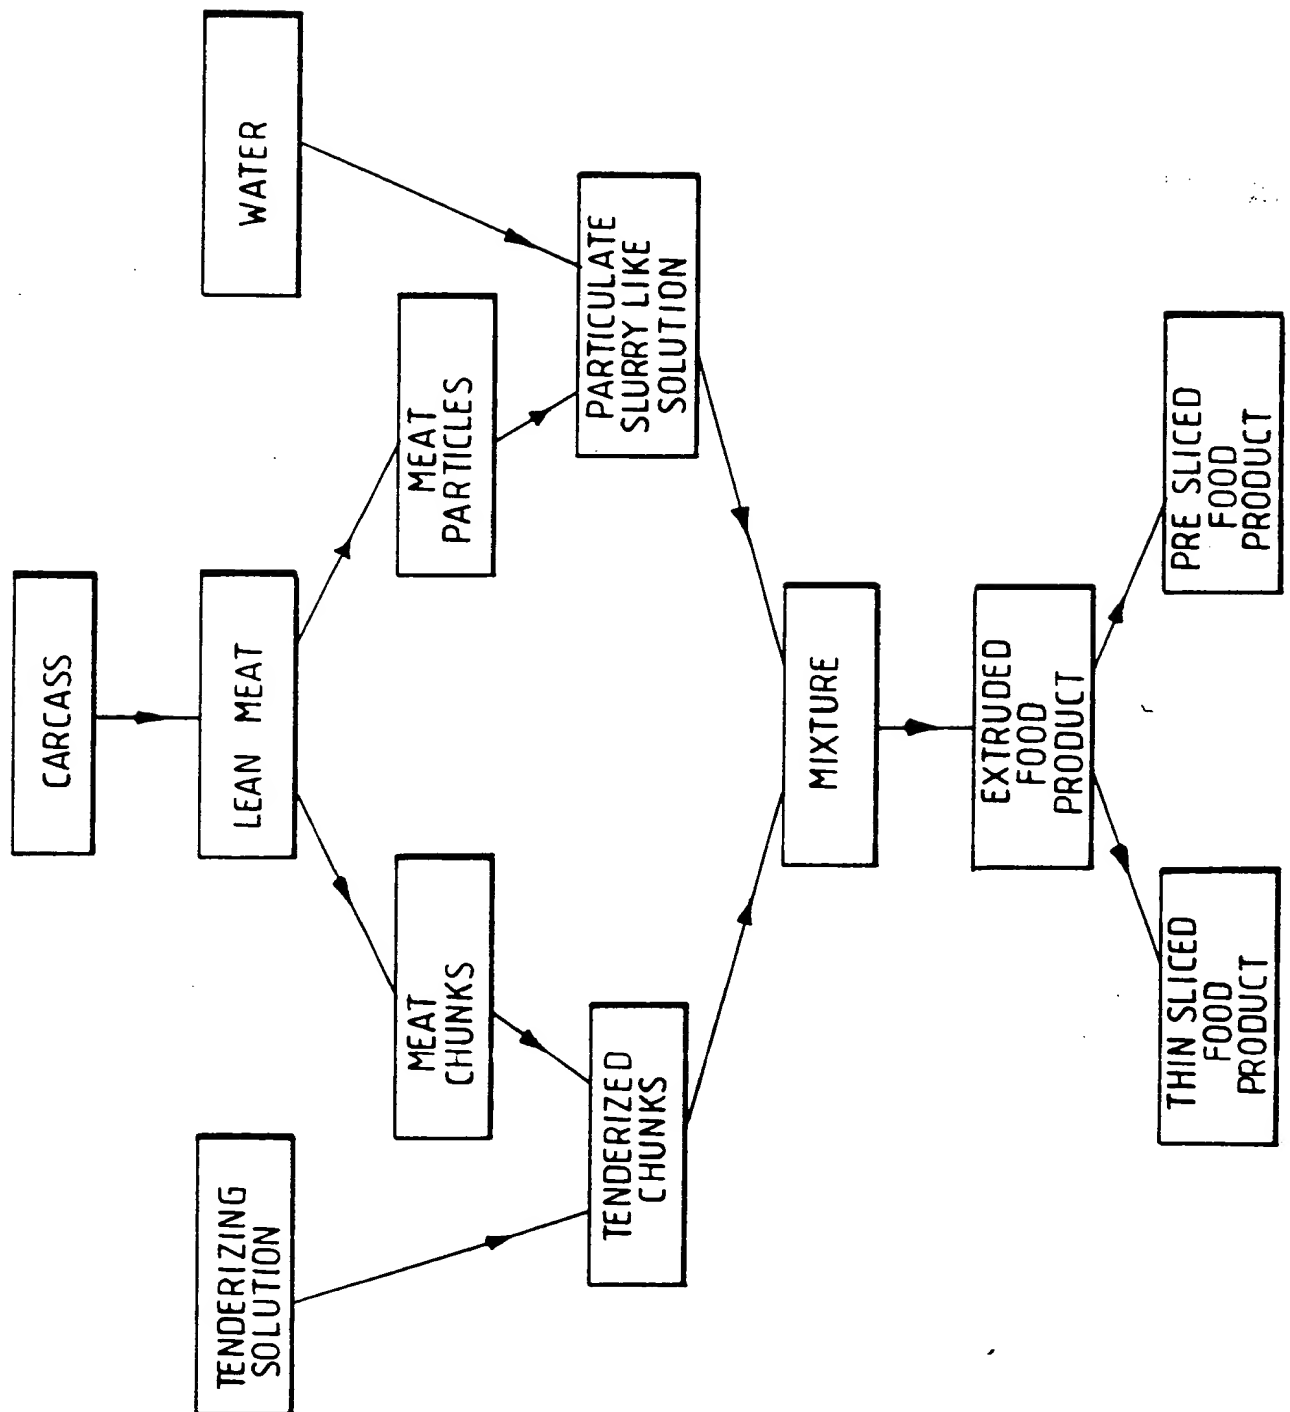 CARCASS
TENDERIZING
SOLUTION
LEAN MEAT
WATER
MEAT
CHUNKS
MEAT
PARTICLES
TENDERIZED
CHUNKS
PARTICULATE
SLURRY LIKE
SOLUTION
MIXTURE
EXTRUDED
FOOD
PRODUCT
THIN SLICED
FOOD
PRODUCT
PRE SLICED
FOOD
PRODUCT